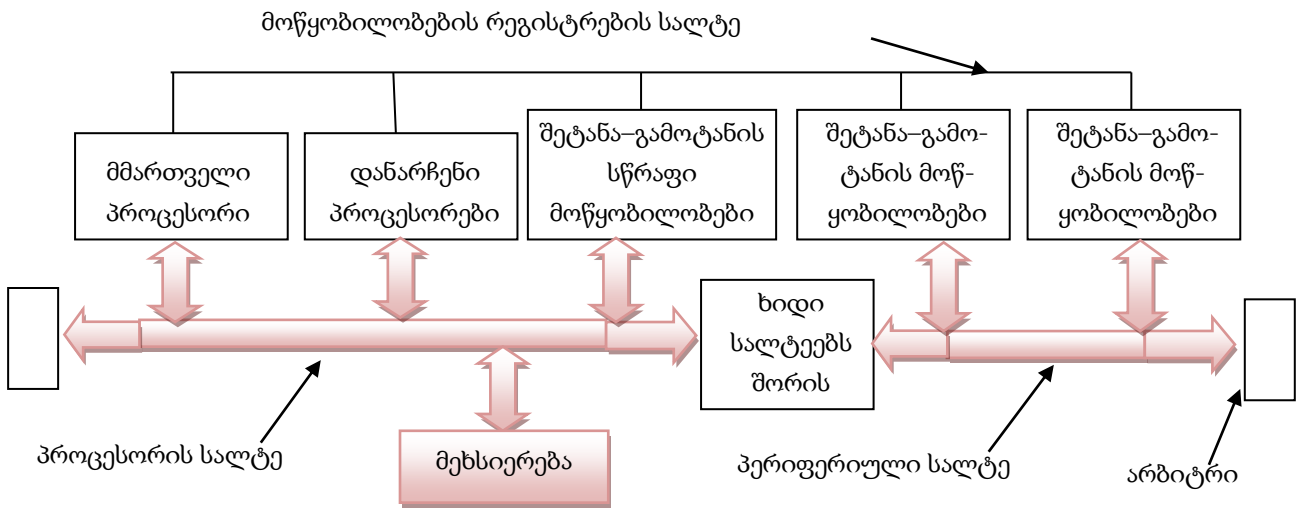 მოწყობილობების რეგისტრების სალტე
მმართველი
პროცესორი
დანარჩენი
პროცესორები
შეტანა–გამოტანის
სწრაფი
მოწყობილობები
შეტანა–გამო-
ტანის მოწ-
ყობილობები
შეტანა–გამო-
ტანის მოწ-
ყობილობები
ხიდი
სალტეებს
შორის
პროცესორის სალტე
მეხსიერება
პერიფერიული სალტე
არბიტრი